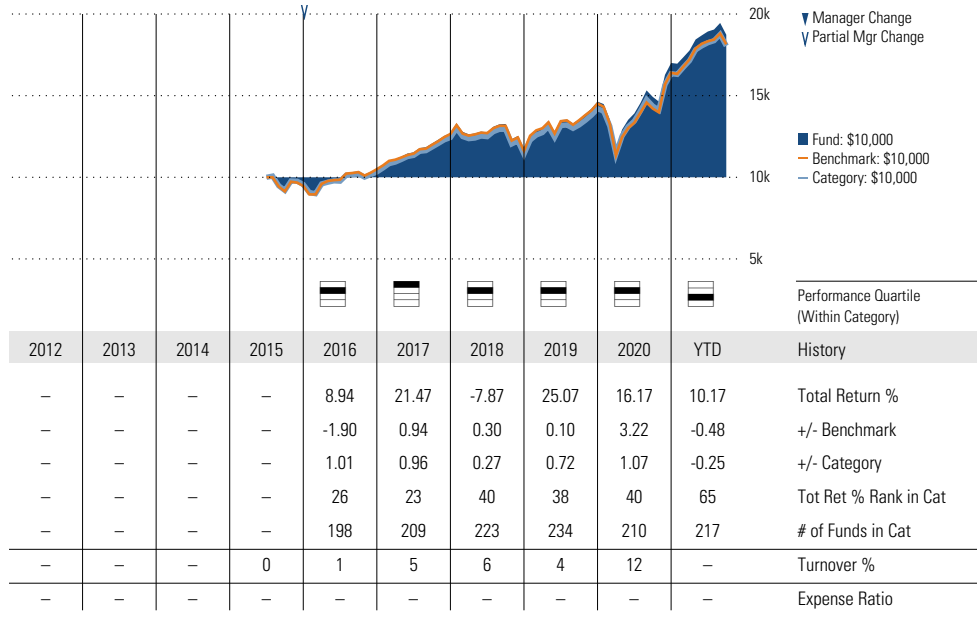 20k
▼ Manager Change
V Partial Mgr Change
15k
Fund: $10,000
Benchmark: $10,000
10k
Category: $10,000
5k
Performance Quartile
(Within Category)
2012 2013 2014 2015 2016 2017 2018 2019 2020 YTD History
– – – – 8.94 21.47 -7.87 25.07 16.17 10.17 Total Return %
– – – – -1.90 0.94 0.30 0.10 3.22 -0.48 +/- Benchmark
– – – – 1.01 0.96 0.27 0.72 1.07 -0.25 +/- Category
– – – – 26 23 40 38 40 65 Tot Ret % Rank in Cat
– – – – 198 209 223 234 210 217 # of Funds in Cat
– – – 0 1 5 6 4 12 – Turnover %
– – – – – – – – – – Expense Ratio